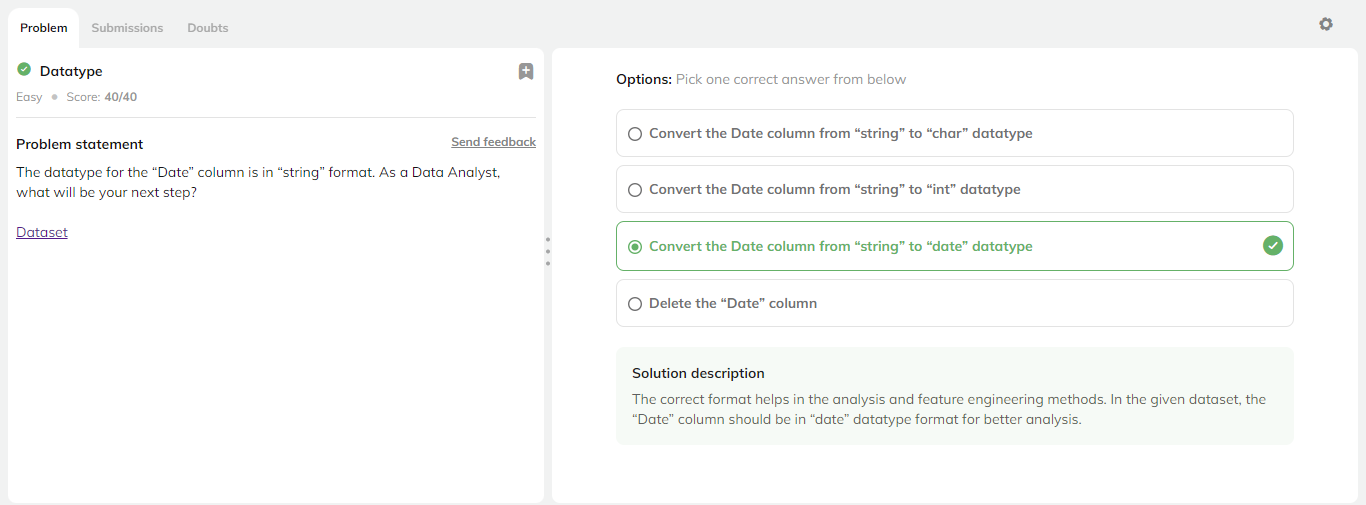 Problem Submissions Doubts
Datatype
Easy • Score: 40/40
Problem statement Send feedback
The datatype for the “Date” column is in “string” format. As a Data Analyst,
what will be your next step?
Dataset
Options: Pick one correct answer from below
Convert the Date column from “string” to “char” datatype
Convert the Date column from “string” to “int” datatype
Convert the Date column from “string” to “date” datatype
Delete the “Date” column
Solution description
The correct format helps in the analysis and feature engineering methods. In the given dataset, the
“Date” column should be in “date” datatype format for better analysis.